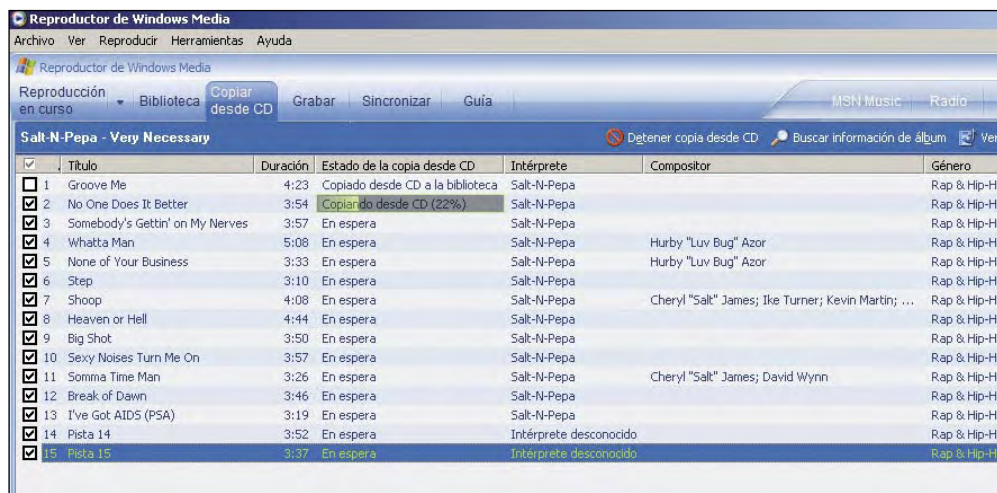 Reproductor de Windows Media
Archivo Ver Reproducir Herramientas Ayuda
Reproductor de Windows Media
Reproducción en curso Biblioteca Copiar desde CD Grabar Sincronizar Guía MSN Music Radio
Salt-N-Pepa - Very Necessary Detener copia desde CD Buscar información de álbum Ver
Título Duración Estado de la copia desde CD Intérprete Compositor Género
1 Groove Me 4:23 Copiado desde CD a la biblioteca Salt-N-Pepa Rap & Hip-H
2 No One Does It Better 3:54 Copiando desde CD (22%) Salt-N-Pepa Rap & Hip-H
3 Somebody's Gettin' on My Nerves 3:57 En espera Salt-N-Pepa Rap & Hip-H
4 Whatta Man 5:08 En espera Salt-N-Pepa Hurby "Luv Bug" Azor Rap & Hip-H
5 None of Your Business 3:33 En espera Salt-N-Pepa Hurby "Luv Bug" Azor Rap & Hip-H
6 Step 3:10 En espera Salt-N-Pepa Rap & Hip-H
7 Shoop 4:08 En espera Salt-N-Pepa Cheryl "Salt" James; Ike Turner; Kevin Martin; ... Rap & Hip-H
8 Heaven or Hell 4:44 En espera Salt-N-Pepa Rap & Hip-H
9 Big Shot 3:50 En espera Salt-N-Pepa Rap & Hip-H
10 Sexy Noises Turn Me On 3:57 En espera Salt-N-Pepa Rap & Hip-H
11 Somma Time Man 3:26 En espera Salt-N-Pepa Cheryl "Salt" James; David Wynn Rap & Hip-H
12 Break of Dawn 3:46 En espera Salt-N-Pepa Rap & Hip-H
13 I've Got AIDS (PSA) 3:19 En espera Salt-N-Pepa Rap & Hip-H
14 Pista 14 3:52 En espera Intérprete desconocido Rap & Hip-H
15 Pista 15 3:37 En espera Intérprete desconocido Rap & Hip-H